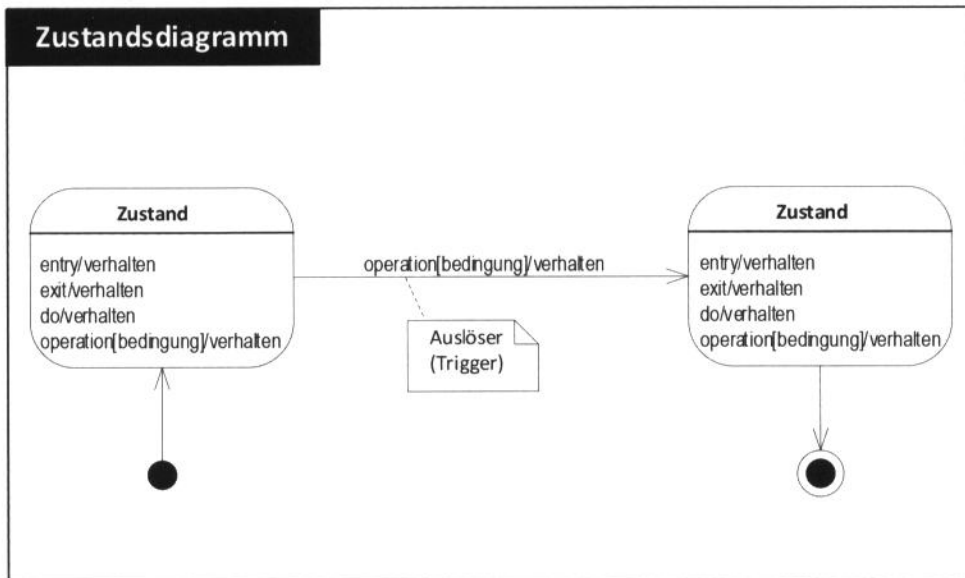 Zustandsdiagramm
Zustand
entry/verhalten
exit/verhalten
do/verhalten
operation[bedingung]/verhalten
operation[bedingung]/verhalten
Auslöser
(Trigger)
Zustand
entry/verhalten
exit/verhalten
do/verhalten
operation[bedingung]/verhalten